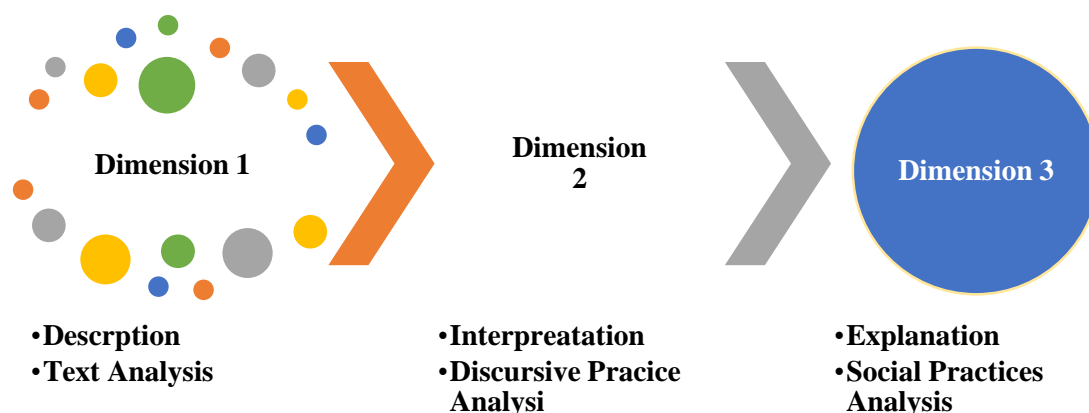 Dimension 1
Dimension
2
Dimension 3
•Descrption
•Text Analysis
•Interpreatation
•Discursive Pracice
Analysi
•Explanation
•Social Practices
Analysis